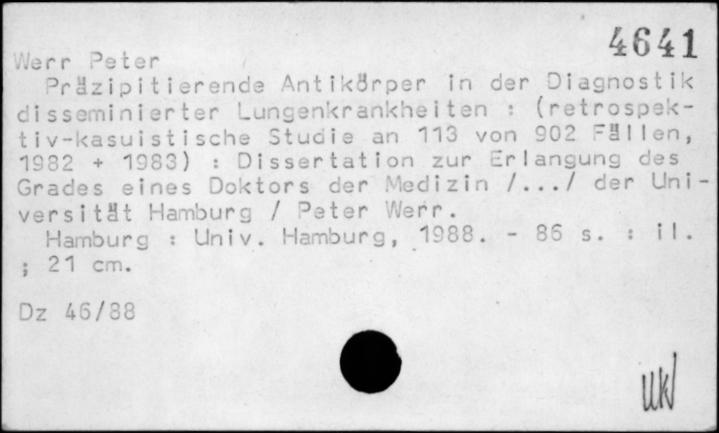 4641
Werr Peter
Präzipitierende Antikörper in der Diagnostik
disseminierter Lungenkrankheiten : (retrospek-
tiv-kasuistische Studie an 113 von 902 Fällen,
1982 + 1983) : Dissertation zur Erlangung des
Grades eines Doktors der Medizin /.../ der Uni-
versität Hamburg / Peter Werr.
Hamburg : Univ. Hamburg, 1988. - 86 s. : il.
; 21 cm.
Dz 46/88